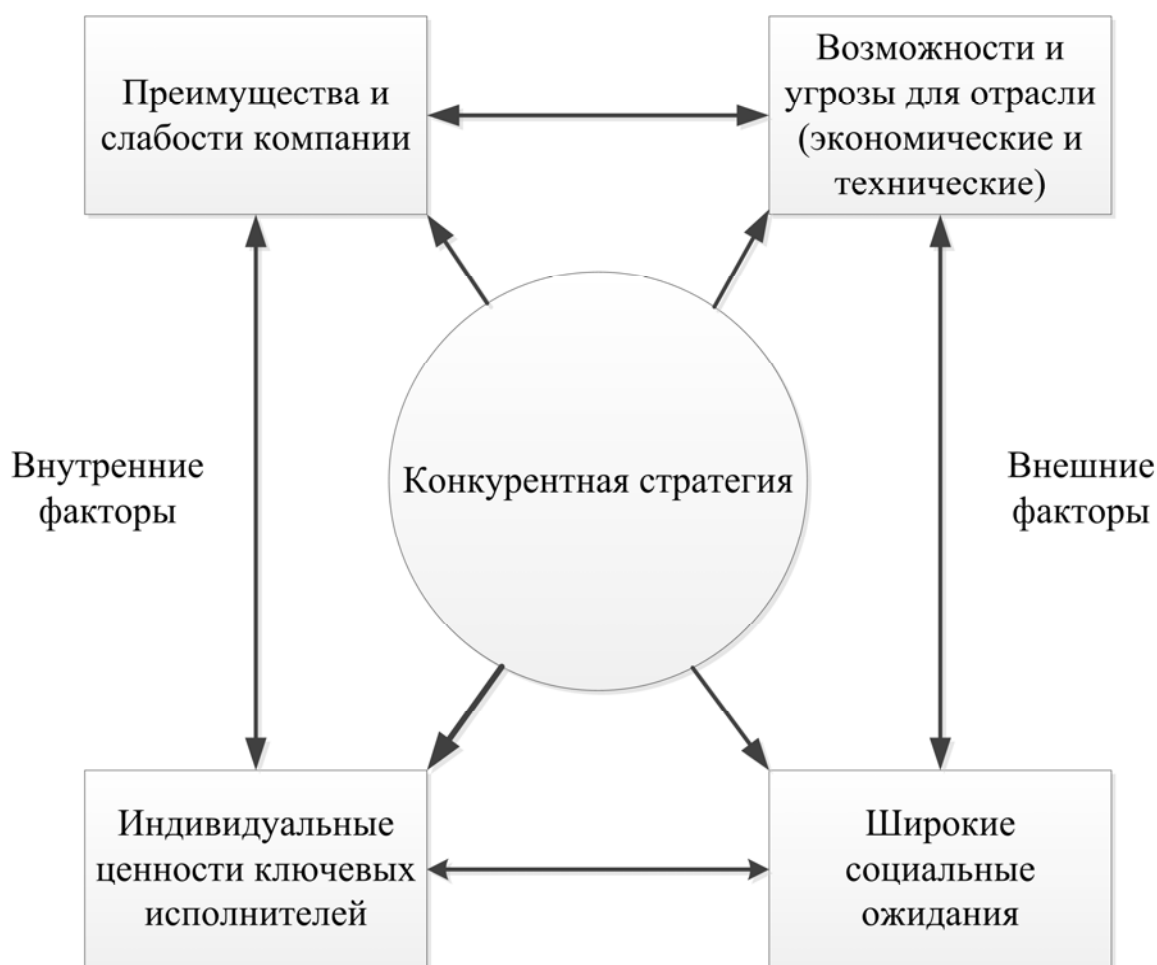 Преимущества и
слабости компании
Возможности и
угрозы для отрасли
(экономические и
технические)
Внутренние
факторы
Конкурентная стратегия
Внешние
факторы
Индивидуальные
ценности ключевых
исполнителей
Широкие
социальные
ожидания